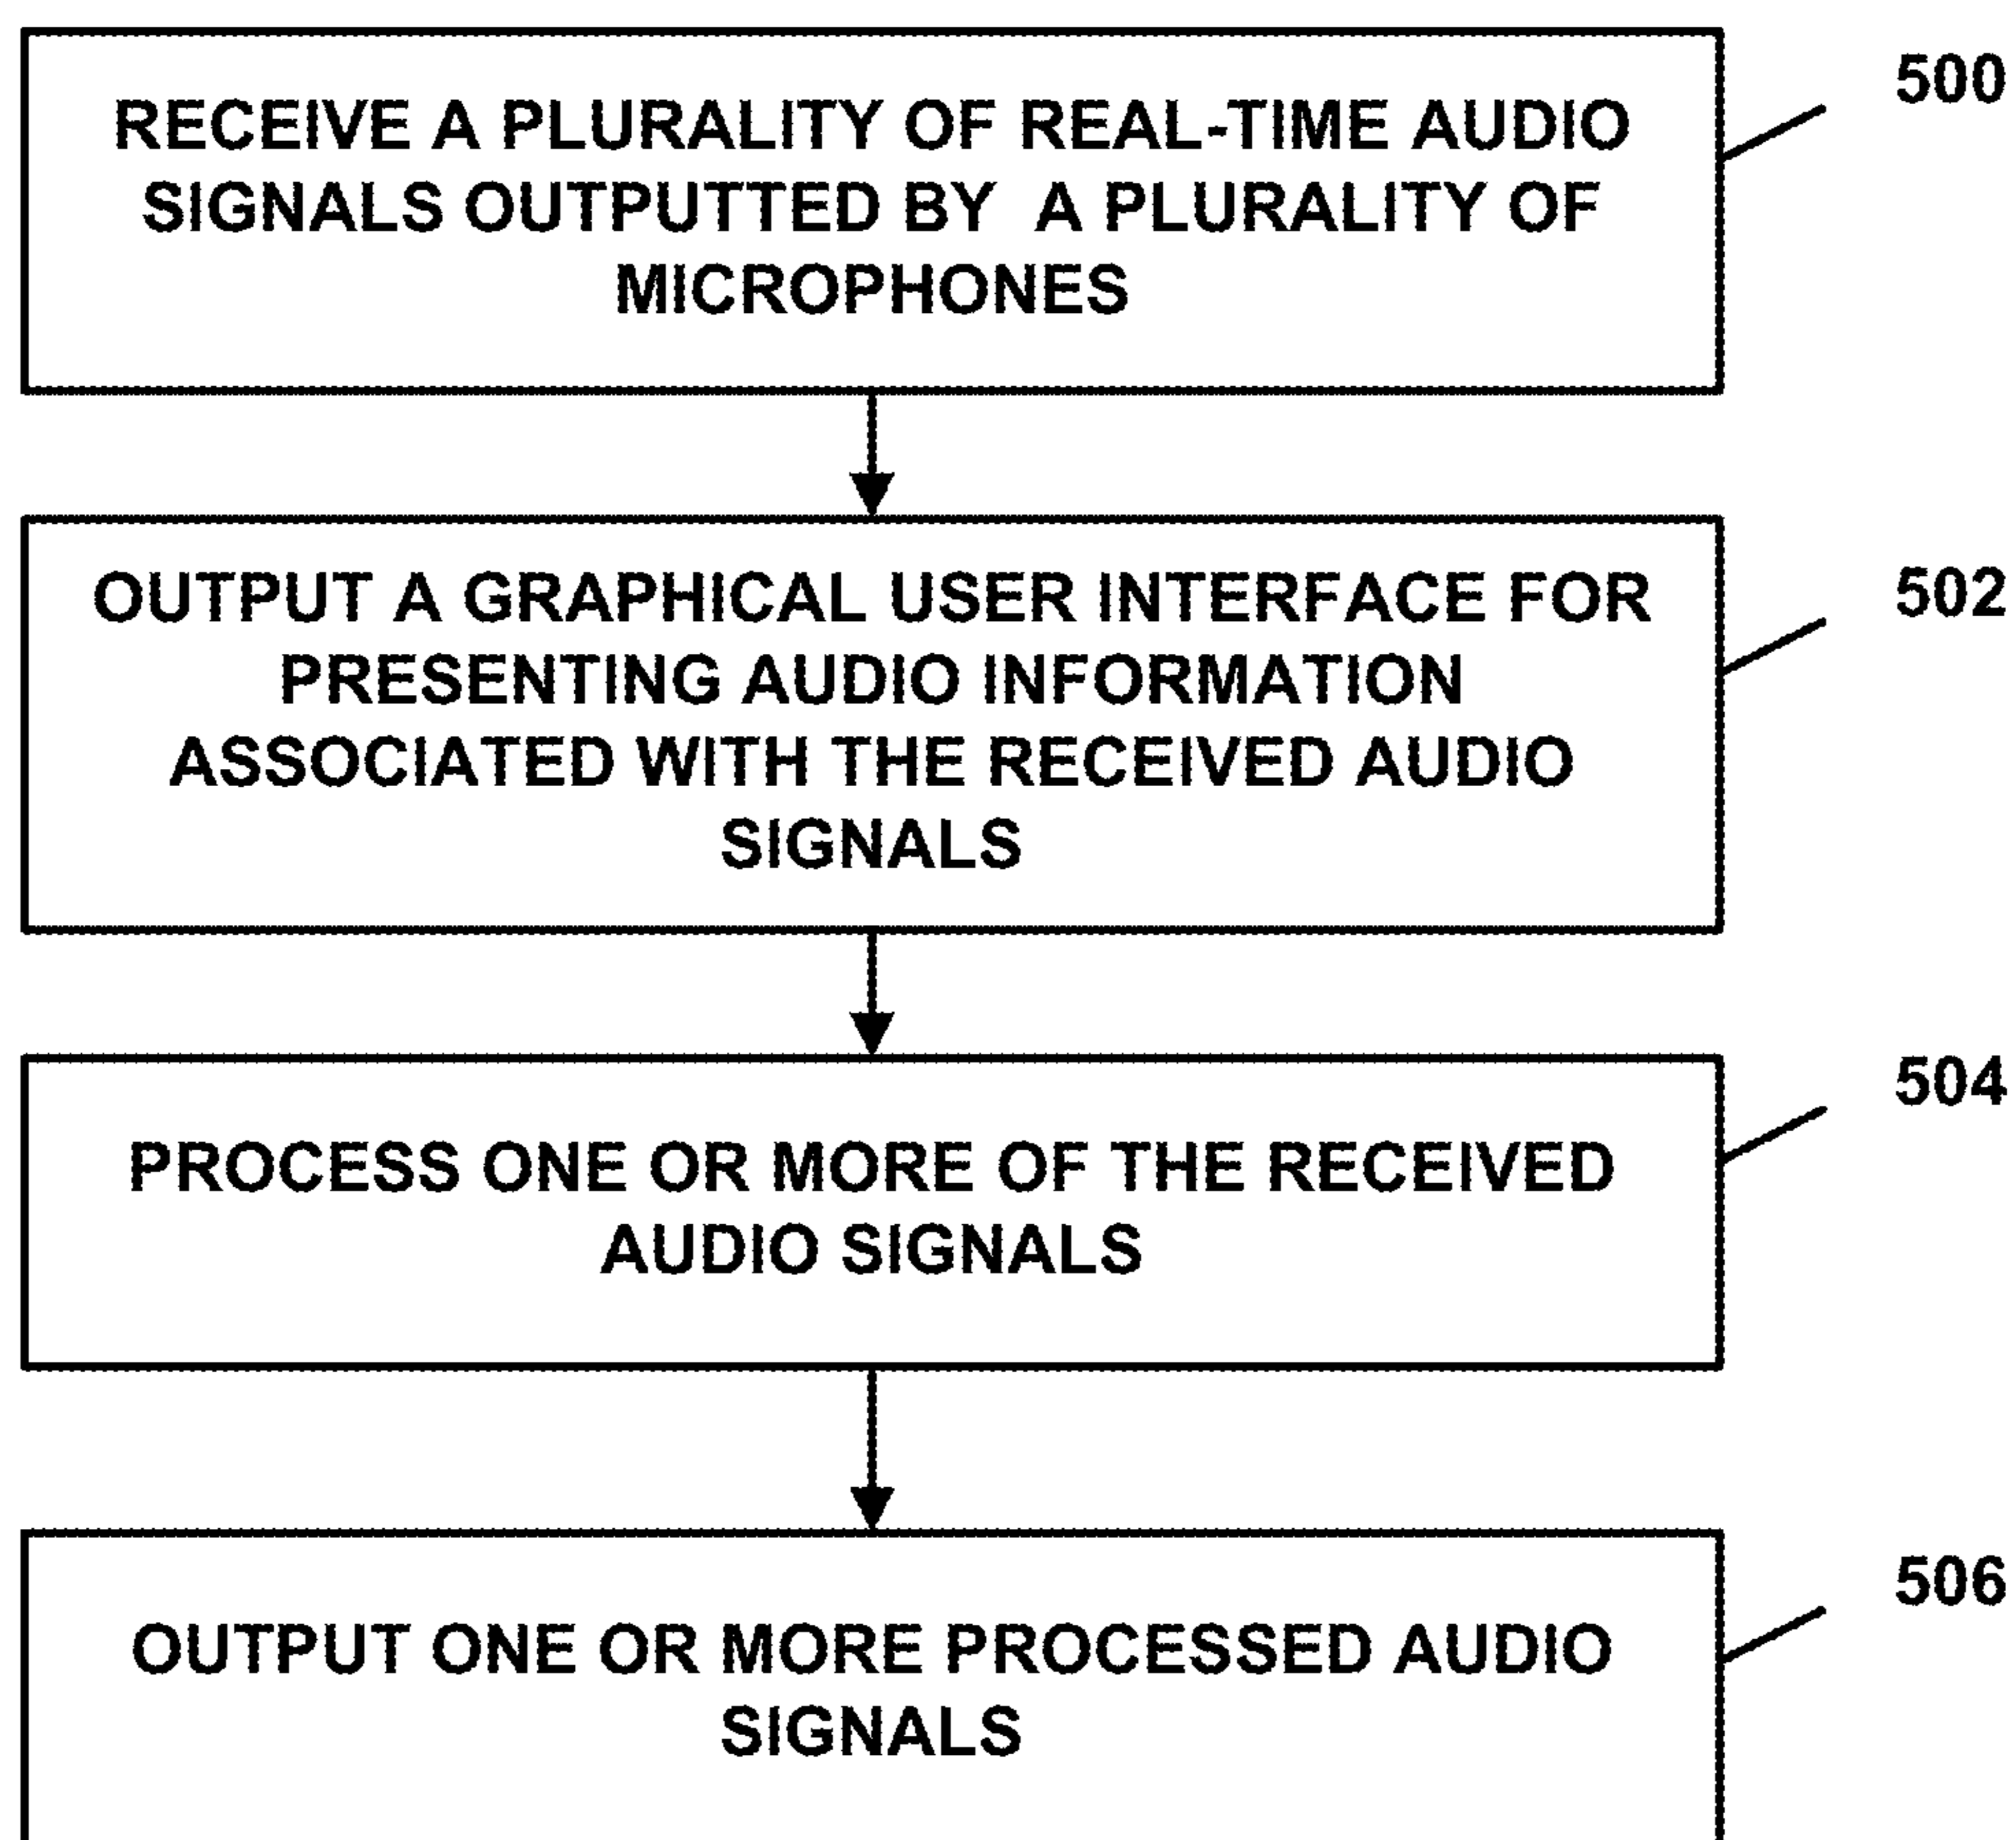 500
RECEIVE A PLURALITY OF REAL-TIME AUDIO
SIGNALS OUTPUTTED BY A PLURALITY OF
MICROPHONES
502
OUTPUT A GRAPHICAL USER INTERFACE FOR
PRESENTING AUDIO INFORMATION
ASSOCIATED WITH THE RECEIVED AUDIO
SIGNALS
504
PROCESS ONE OR MORE OF THE RECEIVED
AUDIO SIGNALS
506
OUTPUT ONE OR MORE PROCESSED AUDIO
SIGNALS